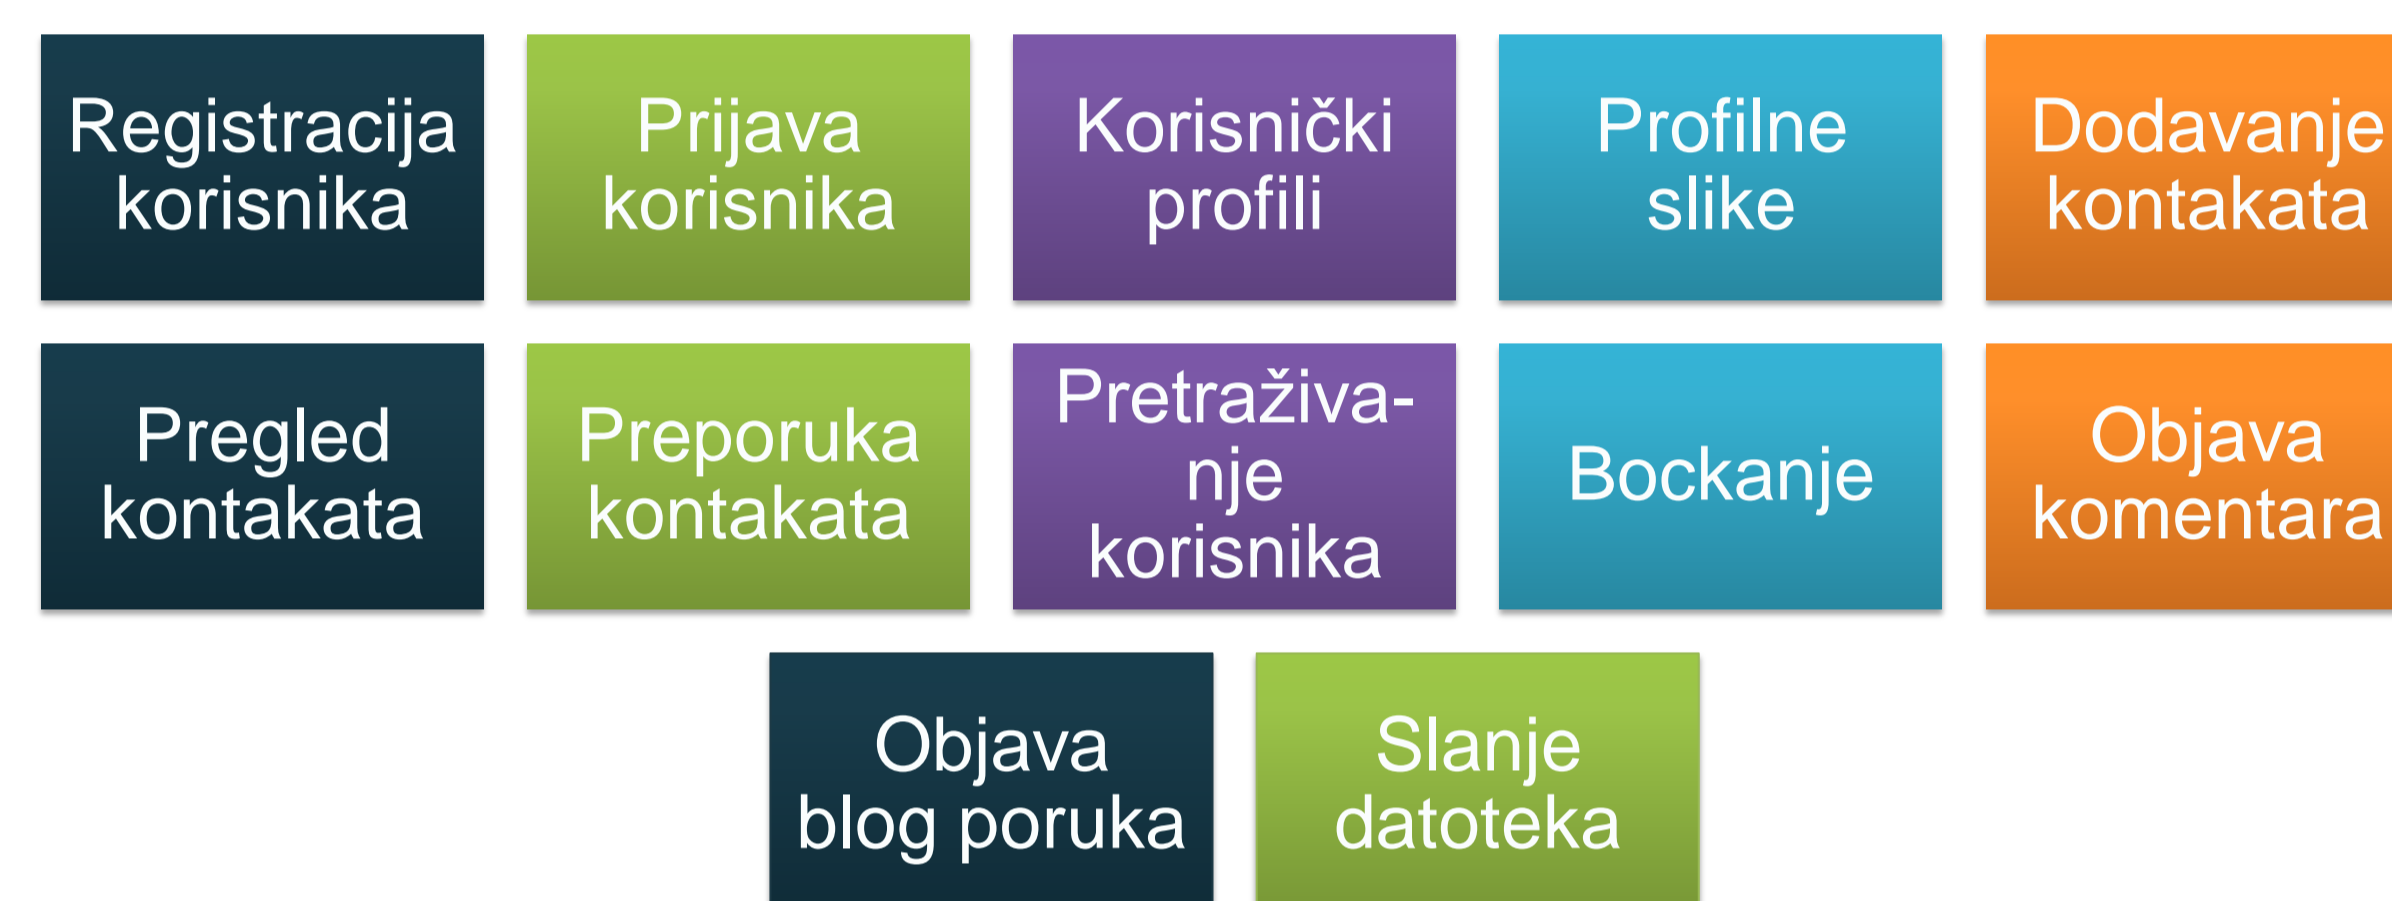 Registracija
korisnika
Prijava
korisnika
Korisnički
profili
Profilne
slike
Dodavanje
kontakata
Pregled
kontakata
Preporuka
kontakata
Pretraživa-
nje
korisnika
Bockanje
Objava
komentara
Objava
blog poruka
Slanje
datoteka